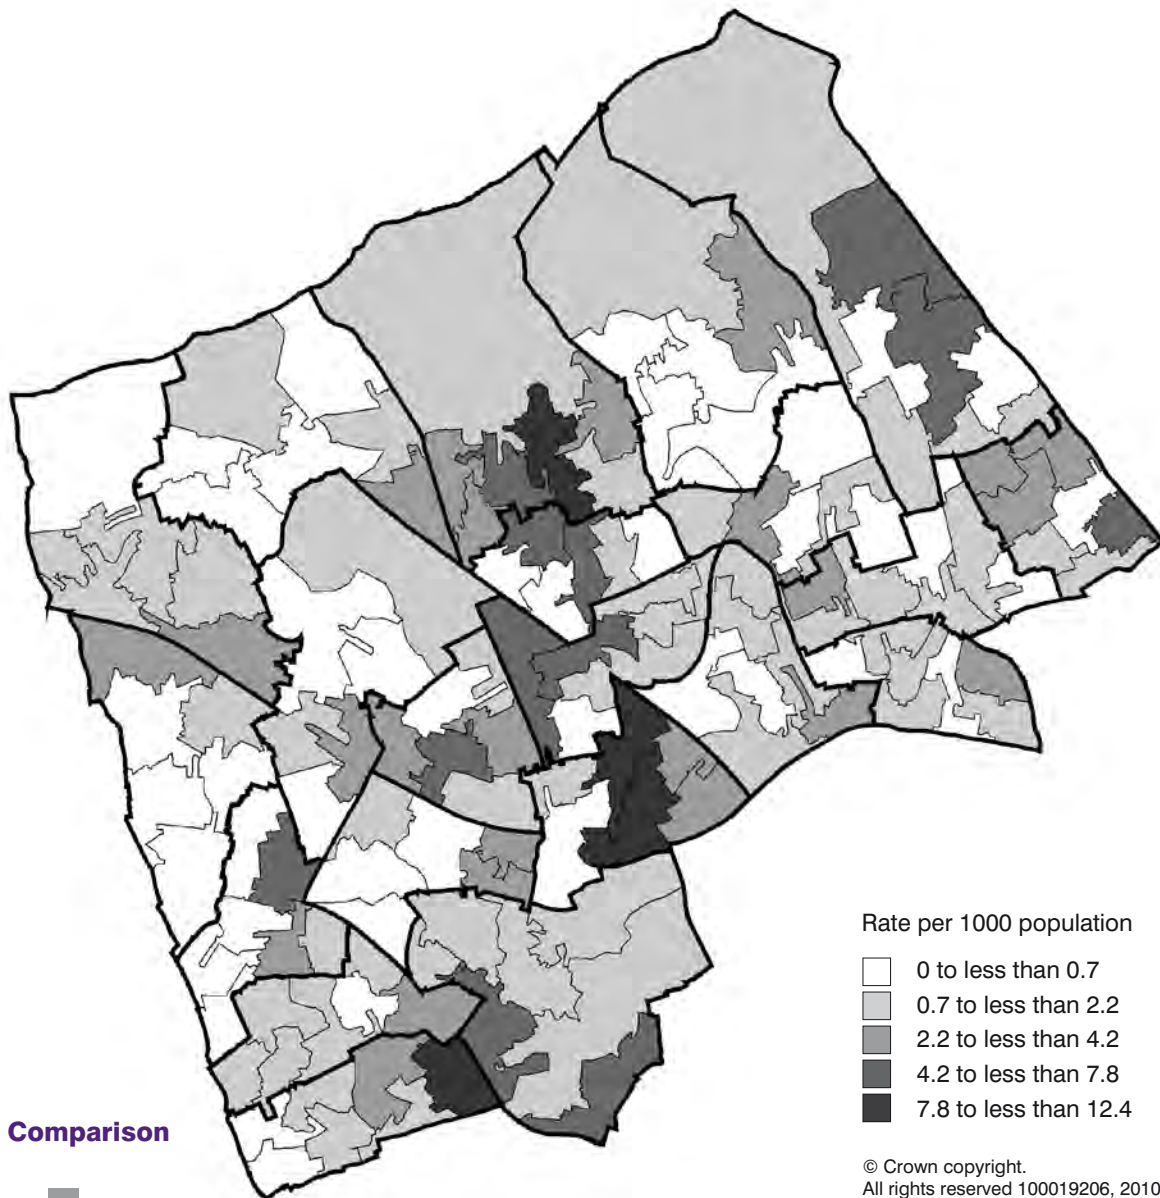 Rate per 1000 population
0 to less than 0.7
0.7 to less than 2.2
2.2 to less than 4.2
4.2 to less than 7.8
7.8 to less than 12.4
Comparison
© Crown copyright.
All rights reserved 100019206, 2010